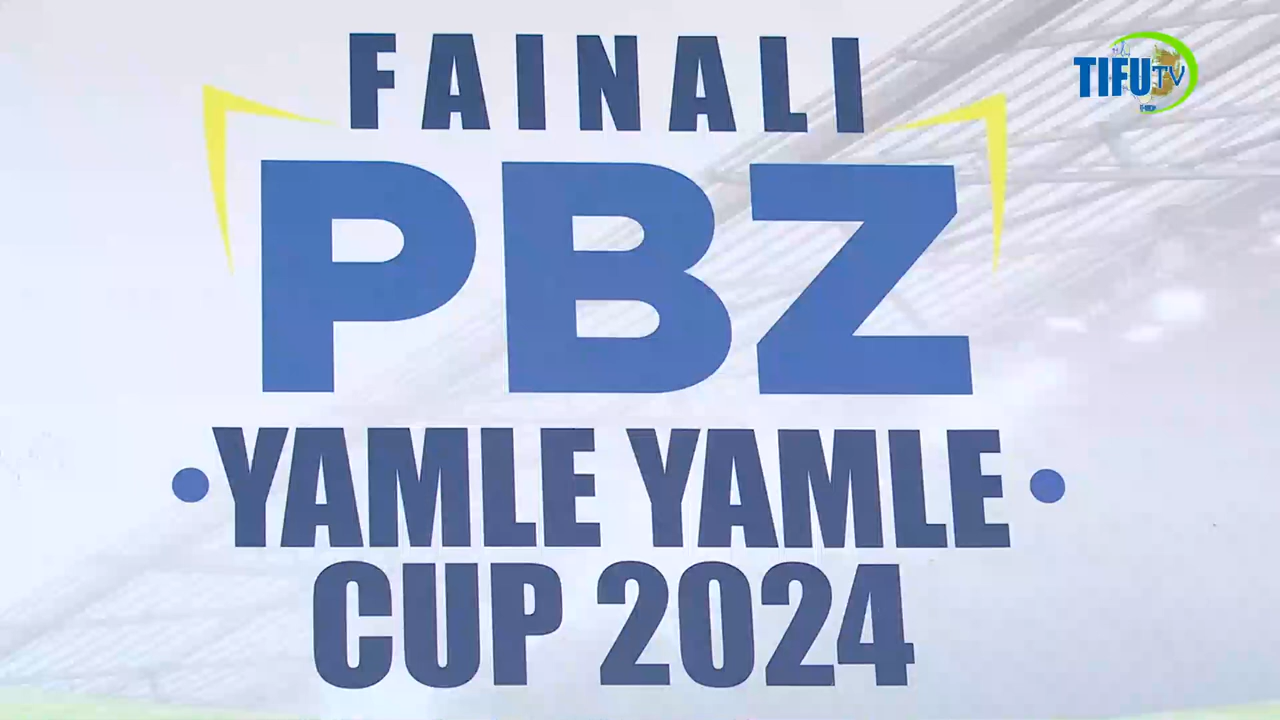 FAINALI
PBZ
YAMLE YAMLE
CUP 2024
TIFU TV